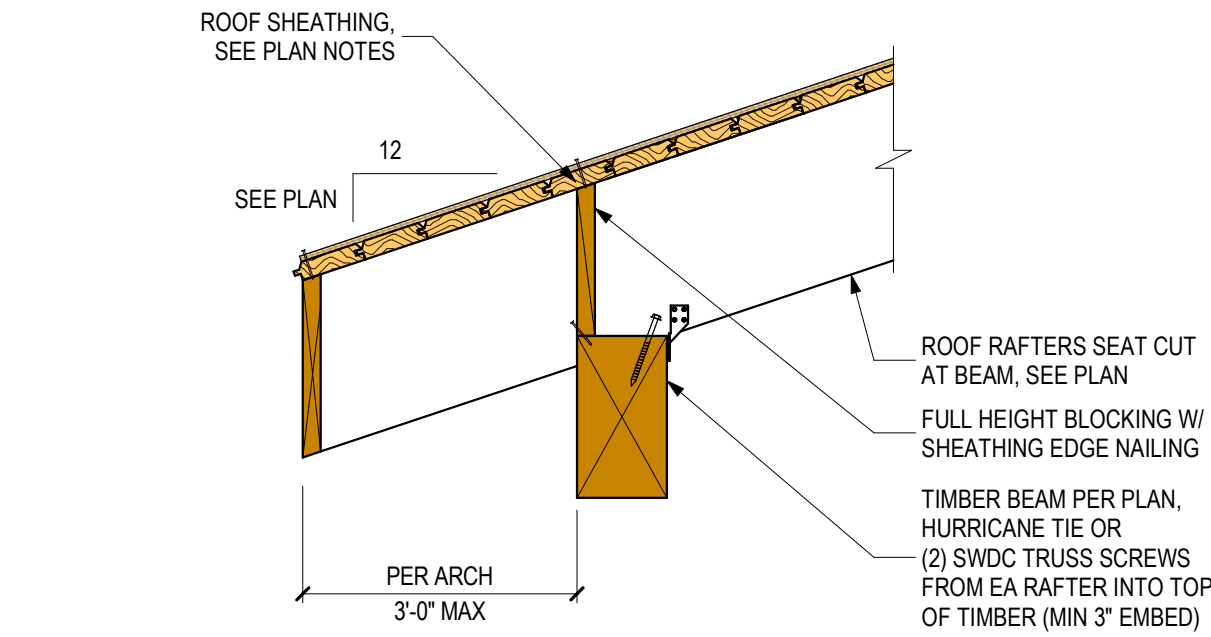 ROOF SHEATHING,
SEE PLAN NOTES
12
SEE PLAN
ROOF RAFTERS SEAT CUT
AT BEAM, SEE PLAN
FULL HEIGHT BLOCKING W/
SHEATHING EDGE NAILING
TIMBER BEAM PER PLAN,
HURRICANE TIE OR
(2) SWDC TRUSS SCREWS
FROM EA RAFTER INTO TOP
OF TIMBER (MIN 3" EMBED)
PER ARCH
3'-0" MAX